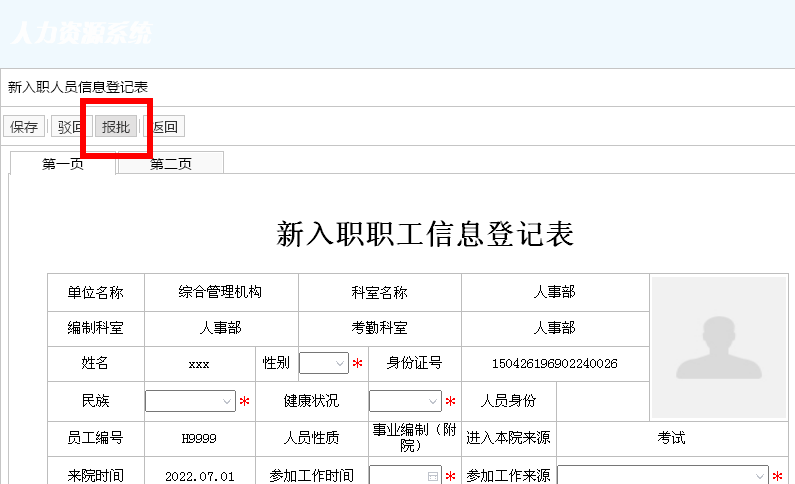 人力资源系统
新入职人员信息登记表
保存 驳回 报批 返回
第一页 第二页
新入职职工信息登记表
单位名称 综合管理机构 科室名称 人事部
编制科室 人事部 考勤科室 人事部
姓名 xxx 性别 * 身份证号 150426196902240026
民族 * 健康状况 * 人员身份
员工编号 H9999 人员性质 事业编制（附
院） 进入本院来源 考试
来院时间 2022.07.01 参加工作时间 * 参加工作来源 *